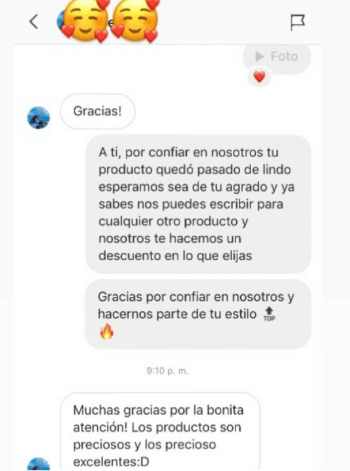 Foto
Gracias!
A ti, por confiar en nosotros tu
producto quedó pasado de lindo
esperamos sea de tu agrado y ya
sabes nos puedes escribir para
cualquier otro producto y
nosotros te hacemos un
descuento en lo que elijas
Gracias por confiar en nosotros y
hacernos parte de tu estilo 🔝
🔥
9:10 p. m.
Muchas gracias por la bonita
atención! Los productos son
preciosos y los precioso
excelentes:D